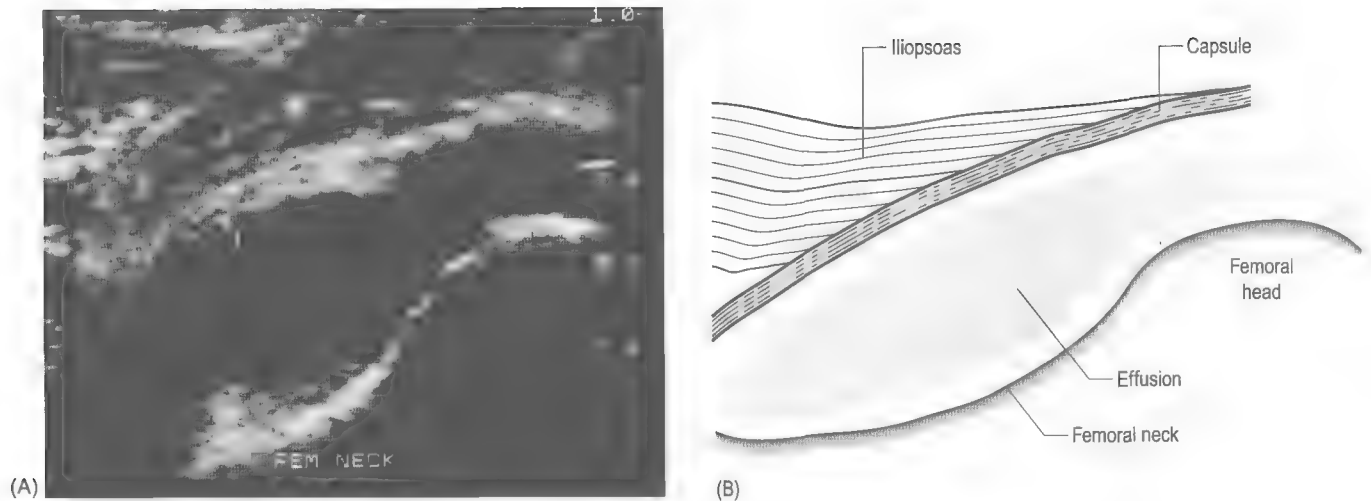 1.0
FEM NECK
(A)
Iliopsoas
Capsule
Femoral
head
Effusion
Femoral neck
(B)